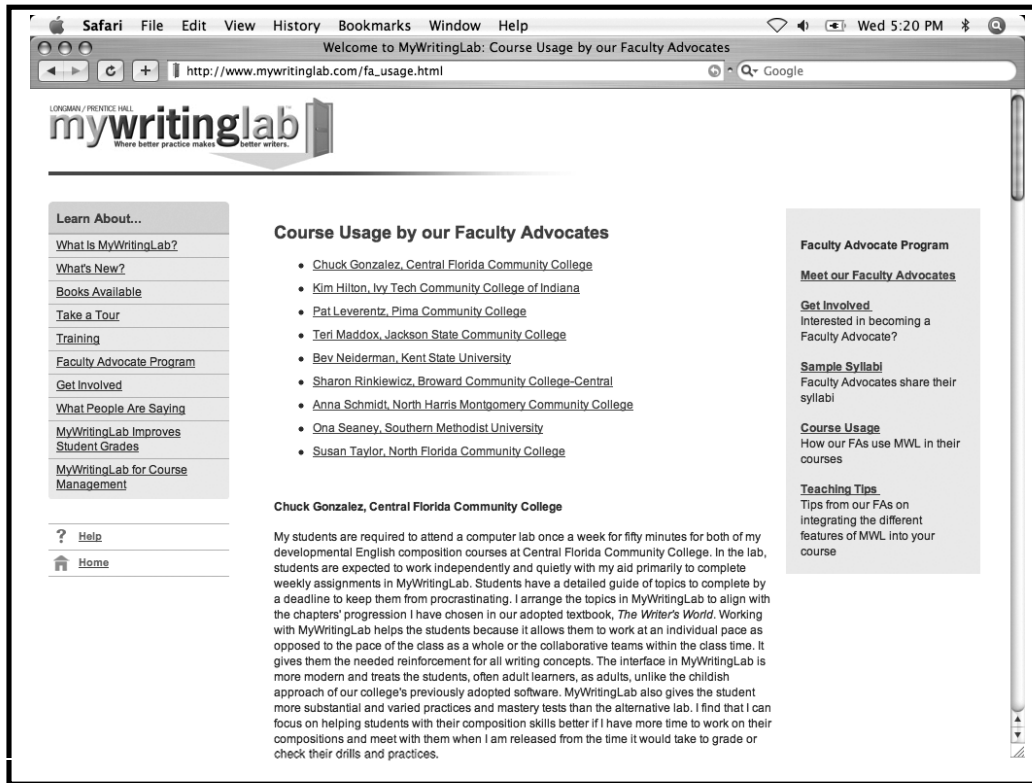 Safari File Edit View History Bookmarks Window Help Wed 5:20 PM
Welcome to MyWritingLab: Course Usage by our Faculty Advocates
http://www.mywritinglab.com/fa_usage.html Google
LONGMAN / PRENTICE HALL
mywritinglab
Where better practice makes better writers.
Learn About...
What Is MyWritingLab?
What's New?
Books Available
Take a Tour
Training
Faculty Advocate Program
Get Involved
What People Are Saying
MyWritingLab Improves
Student Grades
MyWritingLab for Course
Management
? Help
Home
Course Usage by our Faculty Advocates
• Chuck Gonzalez, Central Florida Community College
• Kim Hilton, Ivy Tech Community College of Indiana
• Pat Leverentz, Pima Community College
• Teri Maddox, Jackson State Community College
• Bev Neiderman, Kent State University
• Sharon Rinkiewicz, Broward Community College-Central
• Anna Schmidt, North Harris Montgomery Community College
• Ona Seaney, Southern Methodist University
• Susan Taylor, North Florida Community College
Chuck Gonzalez, Central Florida Community College
My students are required to attend a computer lab once a week for fifty minutes for both of my
developmental English composition courses at Central Florida Community College. In the lab,
students are expected to work independently and quietly with my aid primarily to complete
weekly assignments in MyWritingLab. Students have a detailed guide of topics to complete by
a deadline to keep them from procrastinating. I arrange the topics in MyWritingLab to align with
the chapters' progression I have chosen in our adopted textbook, The Writer's World. Working
with MyWritingLab helps the students because it allows them to work at an individual pace as
opposed to the pace of the class as a whole or the collaborative teams within the class time. It
gives them the needed reinforcement for all writing concepts. The interface in MyWritingLab is
more modern and treats the students, often adult learners, as adults, unlike the childish
approach of our college's previously adopted software. MyWritingLab also gives the student
more substantial and varied practices and mastery tests than the alternative lab. I find that I can
focus on helping students with their composition skills better if I have more time to work on their
compositions and meet with them when I am released from the time it would take to grade or
check their drills and practices.
Faculty Advocate Program
Meet our Faculty Advocates
Get Involved
Interested in becoming a
Faculty Advocate?
Sample Syllabi
Faculty Advocates share their
syllabi
Course Usage
How our FAs use MWL in their
courses
Teaching Tips
Tips from our FAs on
integrating the different
features of MWL into your
course